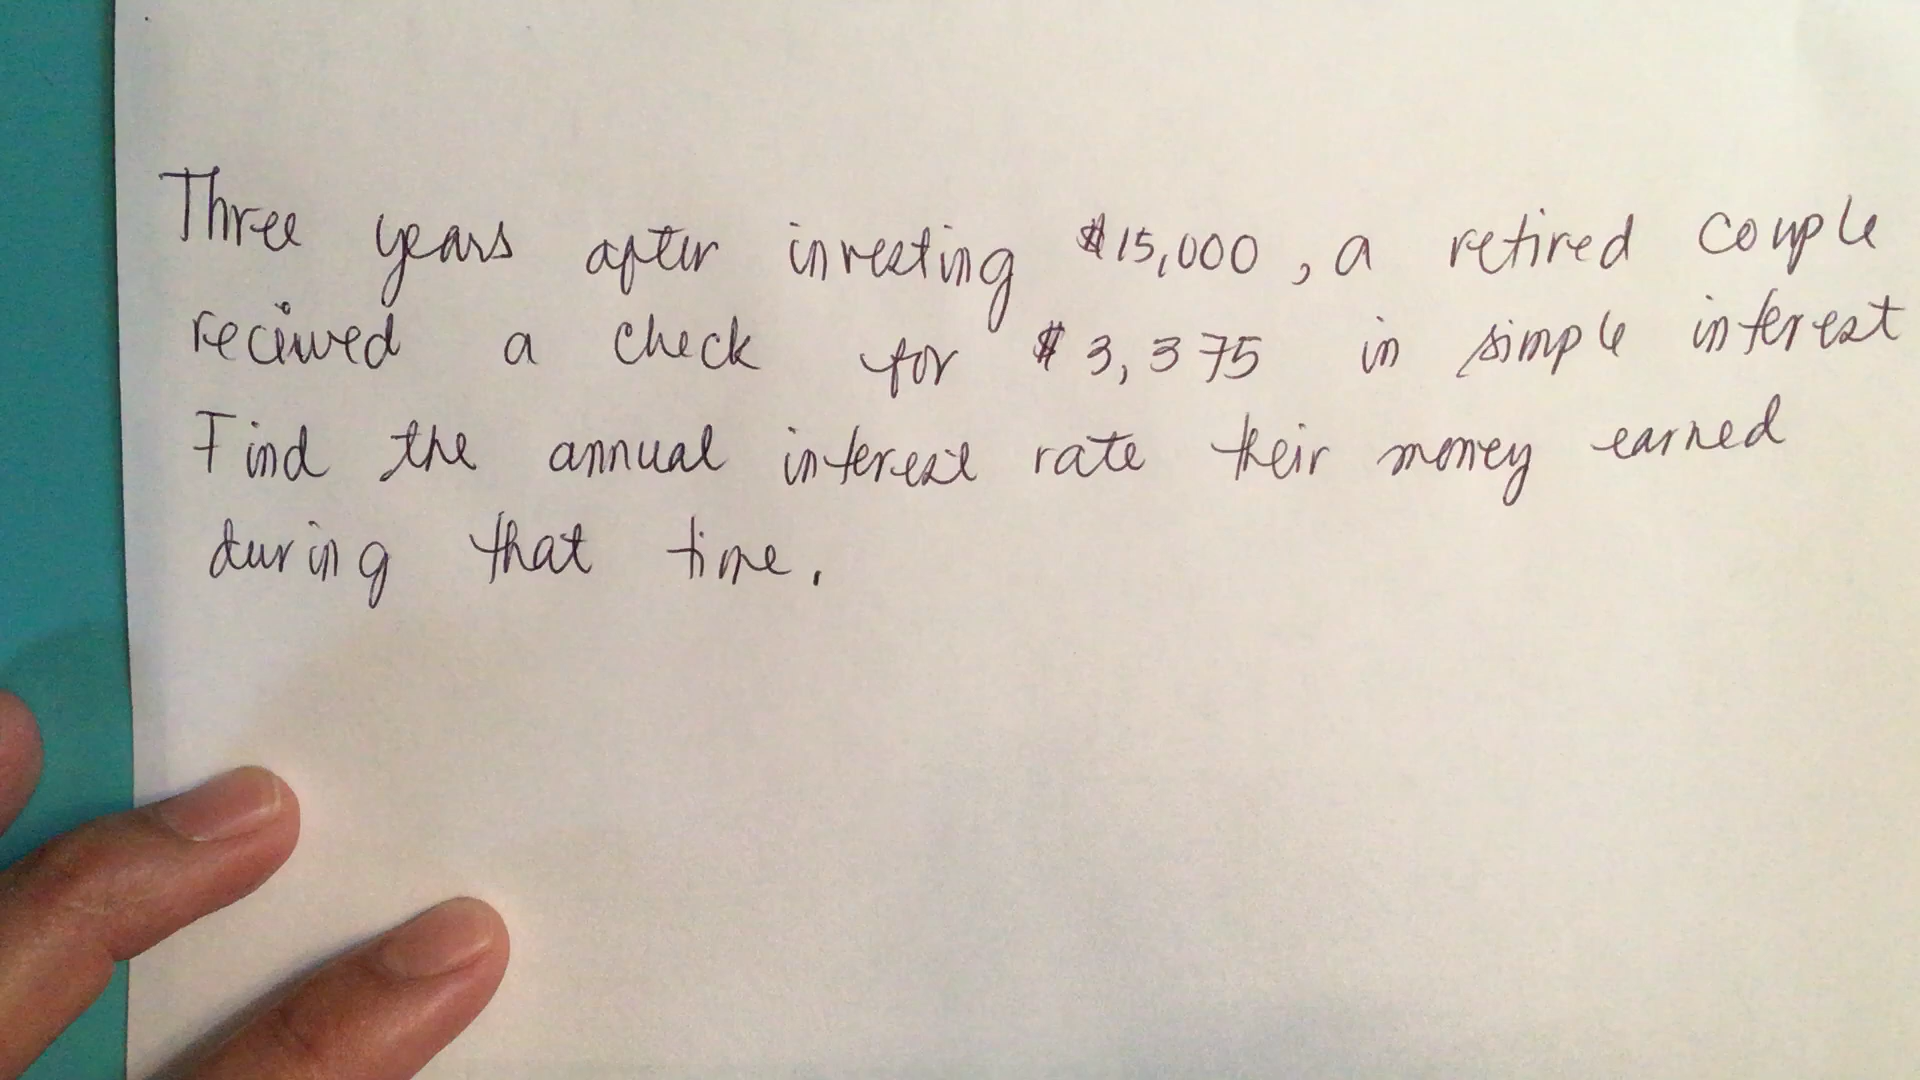 Three years after investing $15,000, a retired couple
reciived a check for $3,375 in simple interest
Find the annual interest rate their money earned
during that time.